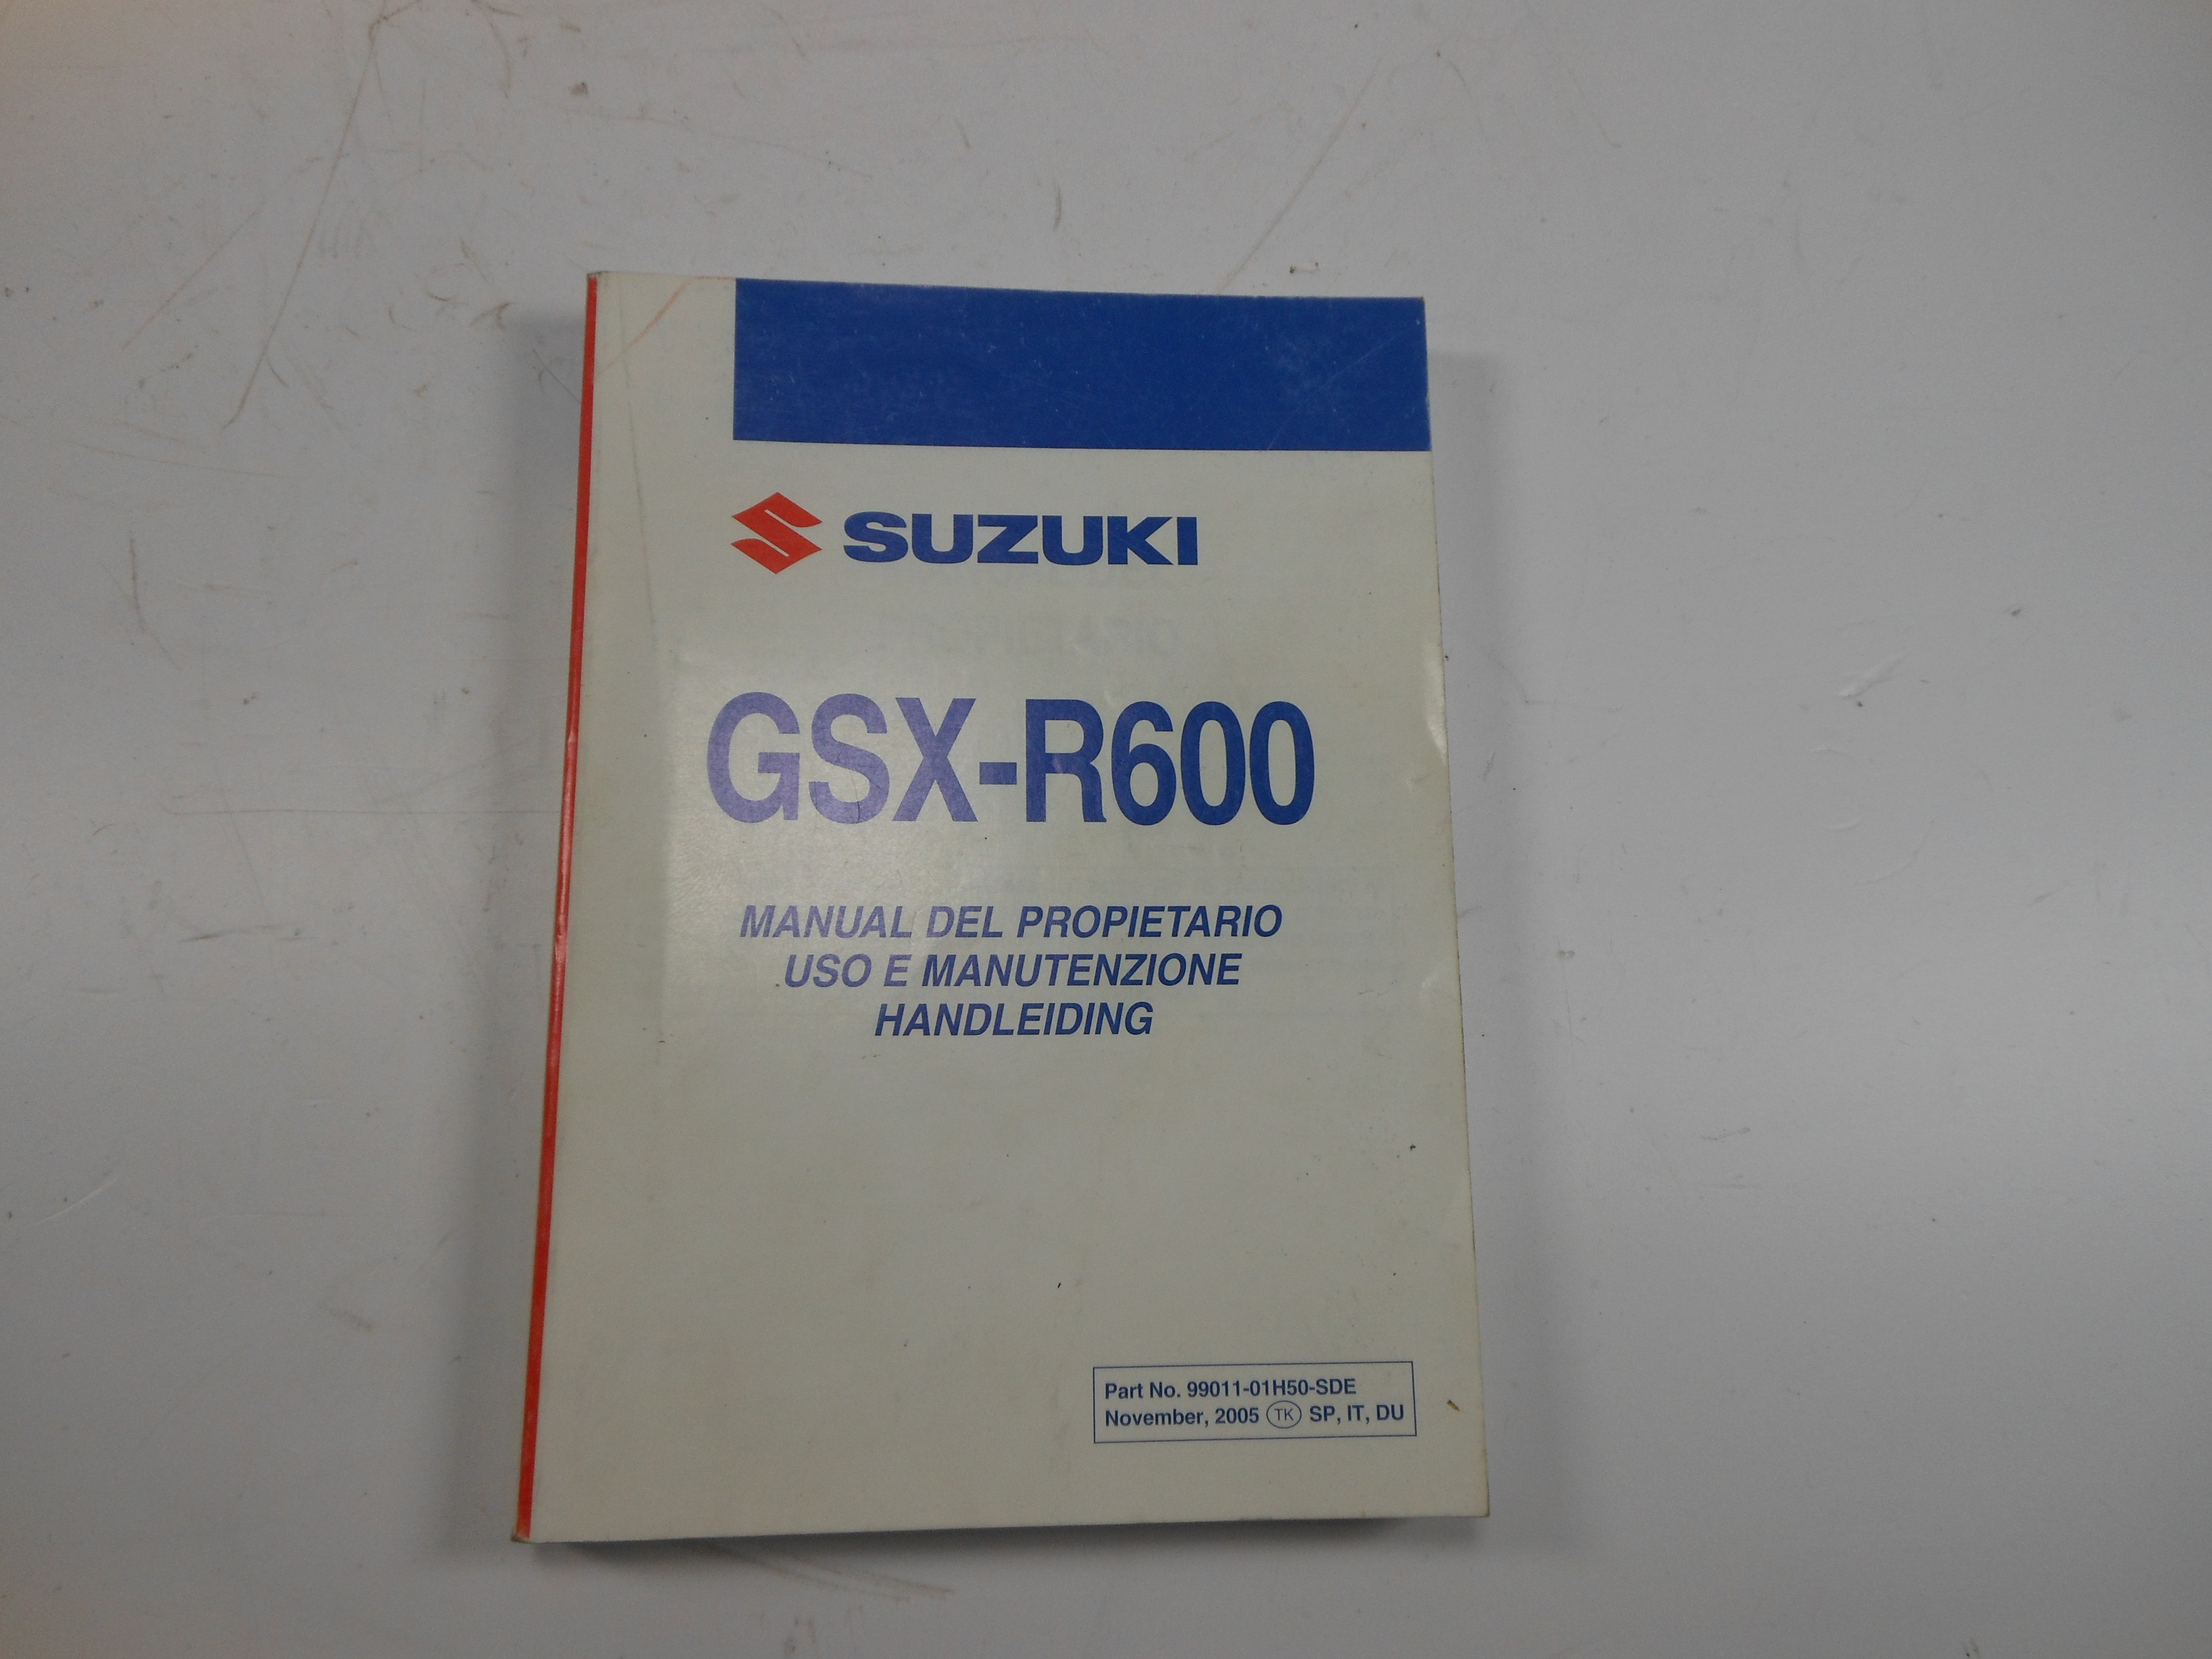 SUZUKI
GSX-R600
MANUAL DEL PROPIETARIO
USO E MANUTENZIONE
HANDLEIDING
Part No. 99011-01H50-SDE
November, 2005 TK SP, IT, DU